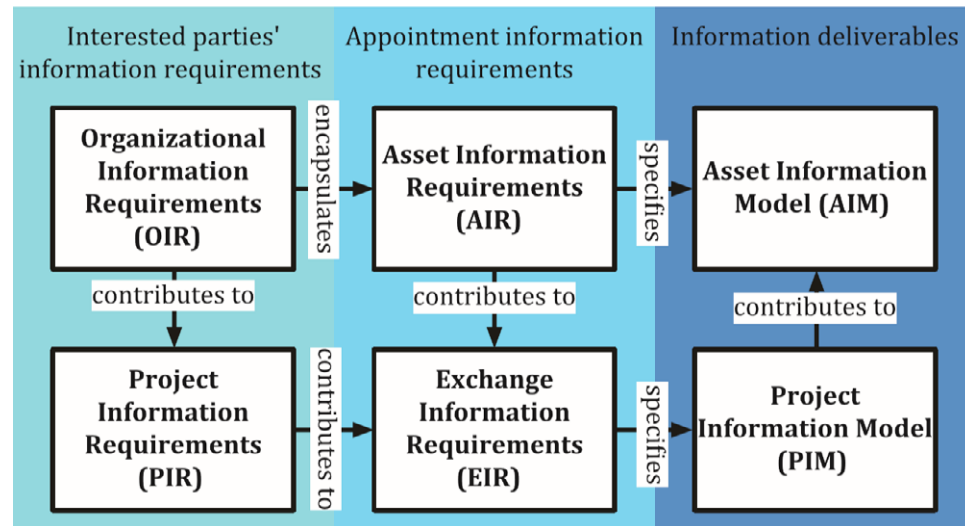 Interested parties'
information requirements
Appointment information
requirements
Information deliverables
Organizational
Information
Requirements
(OIR)
encapsulates
Asset Information
Requirements
(AIR)
specifies
Asset Information
Model (AIM)
contributes to
contributes to
contributes to
Project
Information
Requirements
(PIR)
contributes to
Exchange
Information
Requirements
(EIR)
specifies
Project
Information Model
(PIM)